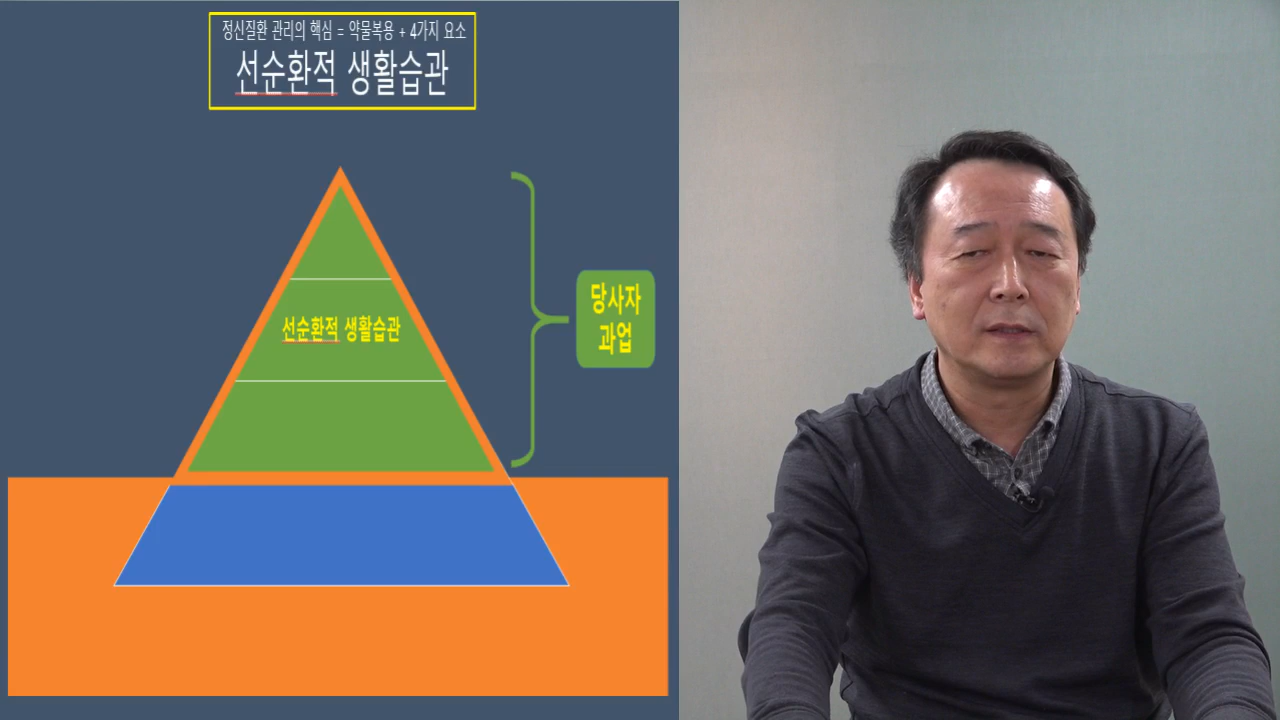 정신질환 관리의 핵심 = 약물복용 + 4가지 요소
선순환적 생활습관
선순환적 생활습관
당사자
과업